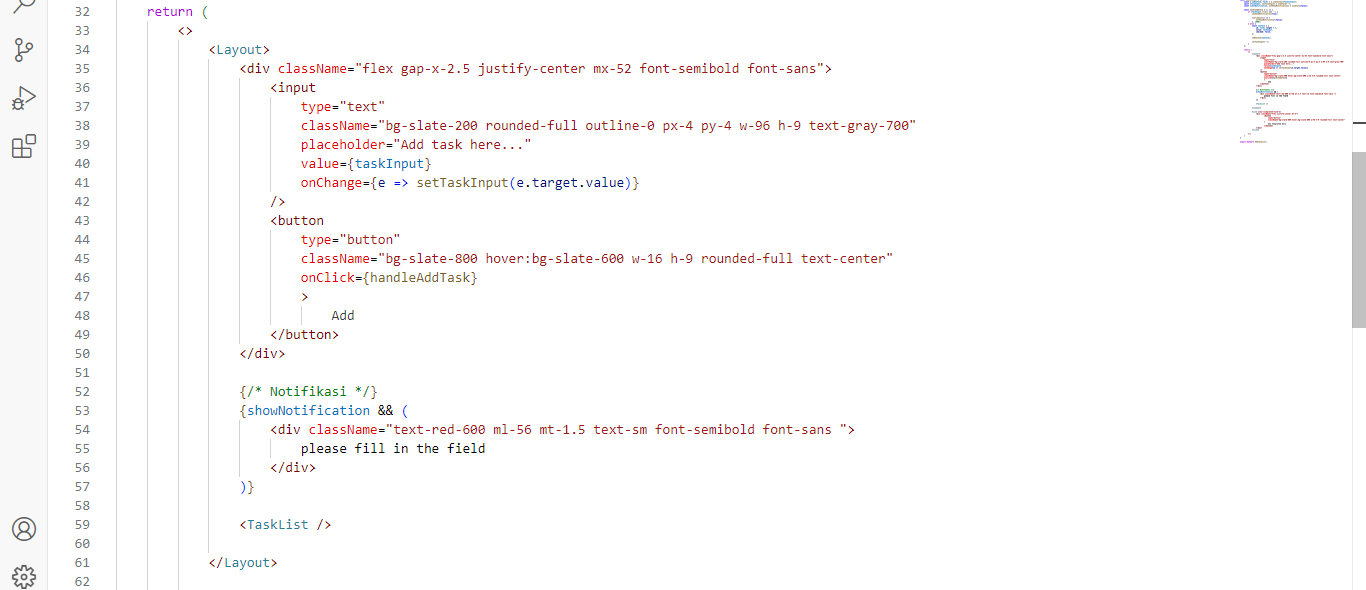 32 return (
33 <>
34 <Layout>
35 <div className="flex gap-x-2.5 justify-center mx-52 font-semibold font-sans">
36 <input
37 type="text"
38 className="bg-slate-200 rounded-full outline-0 px-4 py-4 w-96 h-9 text-gray-700"
39 placeholder="Add task here..."
40 value={taskInput}
41 onChange={e => setTaskInput(e.target.value)}
42 />
43 <button
44 type="button"
45 className="bg-slate-800 hover:bg-slate-600 w-16 h-9 rounded-full text-center"
46 onClick={handleAddTask}
47 >
48 Add
49 </button>
50 </div>
51
52 {/* Notifikasi */}
53 {showNotification && (
54 <div className="text-red-600 ml-56 mt-1.5 text-sm font-semibold font-sans ">
55 please fill in the field
56 </div>
57 )}
58
59 <TaskList />
60
61 </Layout>
62